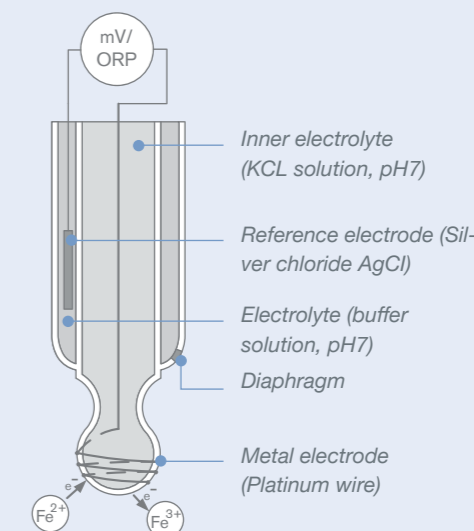 mV/
ORP
Inner electrolyte
(KCL solution, pH7)
Reference electrode (Sil-
ver chloride AgCl)
Electrolyte (buffer
solution, pH7)
Diaphragm
Metal electrode
(Platinum wire)
e⁻
e⁻
Fe²⁺
Fe³⁺